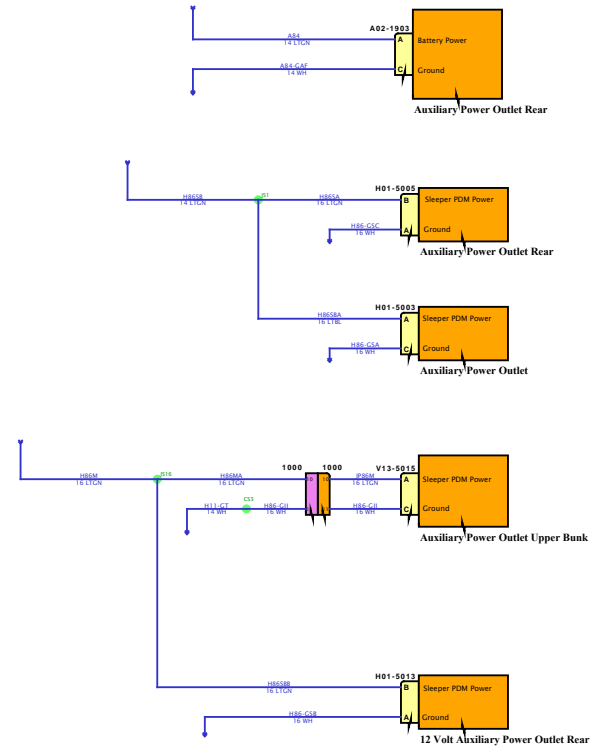 A02-1903
A84
14 LTGN
A
Battery Power
A84-GAF
14 WH
C
Ground
Auxiliary Power Outlet Rear
H01-5005
H86SB
14 LTGN
JS1
H86SA
16 LTGN
B
Sleeper PDM Power
H86-GSC
16 WH
A
Ground
Auxiliary Power Outlet Rear
H01-5003
H86SBA
16 LTBL
A
Sleeper PDM Power
H86-GSA
16 WH
C
Ground
Auxiliary Power Outlet
1000
1000
V13-5015
H86M
16 LTGN
JS16
H86MA
16 LTGN
10
10
IP86M
16 LTGN
A
Sleeper PDM Power
H11-GT
14 WH
CS3
H86-GII
16 WH
H86-GII
16 WH
C
Ground
Auxiliary Power Outlet Upper Bunk
H01-5013
H86SBB
16 LTGN
B
Sleeper PDM Power
H86-GSB
16 WH
A
Ground
12 Volt Auxiliary Power Outlet Rear